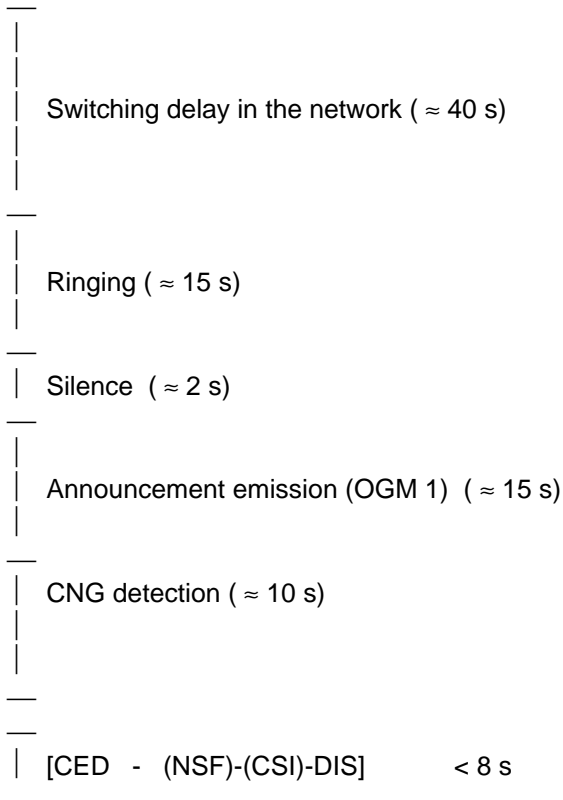 Switching delay in the network ( ≈ 40 s)
Ringing ( ≈ 15 s)
Silence ( ≈ 2 s)
Announcement emission (OGM 1) ( ≈ 15 s)
CNG detection ( ≈ 10 s)
[CED - (NSF)-(CSI)-DIS] < 8 s